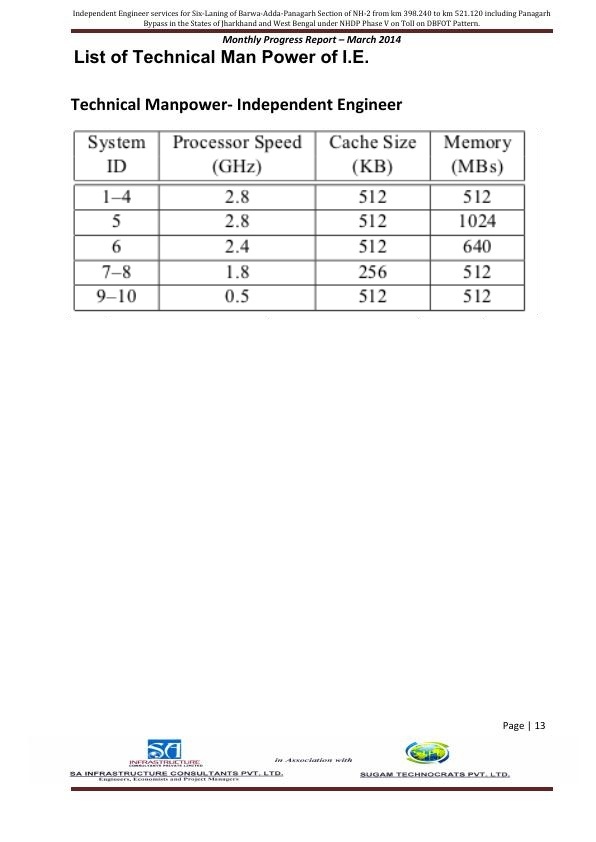 Independent Engineer services for Six-Laning of Barwa-Adda-Panagarh Section of NH-2 from km 398.240 to km 521.120 including Panagarh
Bypass in the States of Jharkhand and West Bengal under NHDP Phase V on Toll on DBFOT Pattern.
Monthly Progress Report – March 2014
List of Technical Man Power of I.E.
Technical Manpower- Independent Engineer
System ID Processor Speed (GHz) Cache Size (KB) Memory (MBs)
1–4 2.8 512 512
5 2.8 512 1024
6 2.4 512 640
7–8 1.8 256 512
9–10 0.5 512 512
Page | 13
SA
INFRASTRUCTURE
CONSULTANTS PRIVATE LIMITED
in Association with
SA INFRASTRUCTURE CONSULTANTS PVT. LTD.
Engineers, Economists and Project Managers
SUGAM TECHNOCRATS PVT. LTD.